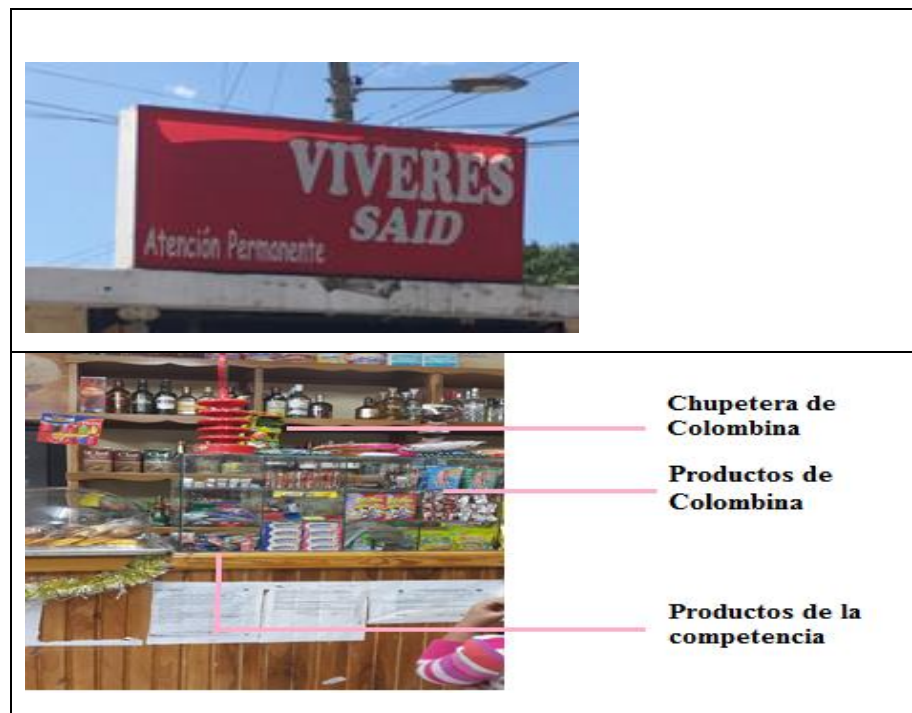 VIVERES
SAID
Atención Permanente
Chupetera de
Colombina
Productos de
Colombina
Productos de la
competencia